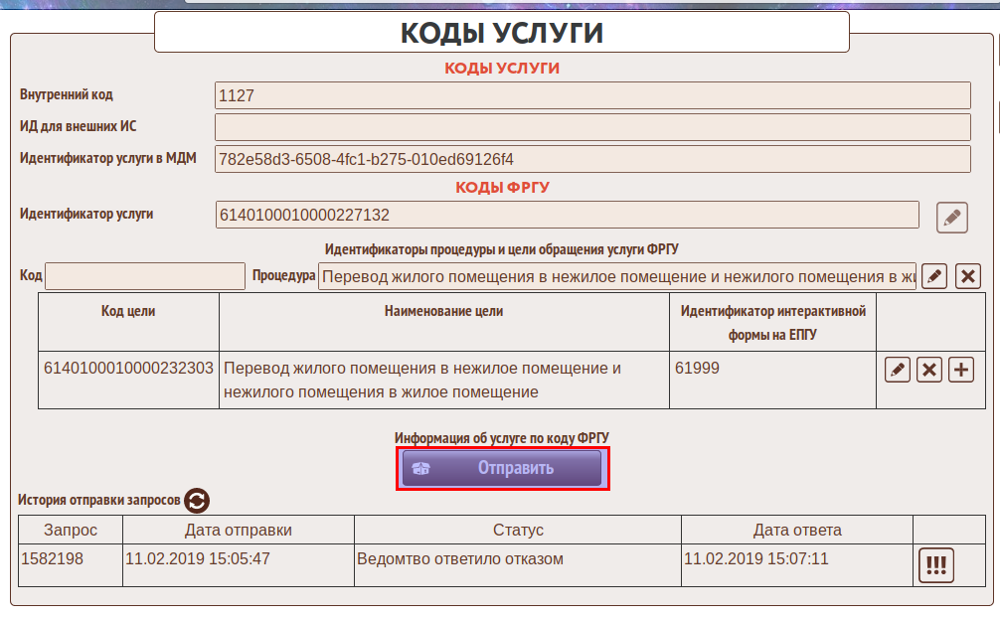 КОДЫ УСЛУГИ
КОДЫ УСЛУГИ
Внутренний код 1127
ИД для внешних ИС
Идентификатор услуги в МДМ 782e58d3-6508-4fc1-b275-010ed69126f4
КОДЫ ФРГУ
Идентификатор услуги 6140100010000227132
Идентификаторы процедуры и цели обращения услуги ФРГУ
Код Процедура Перевод жилого помещения в нежилое помещение и нежилого помещения в жи
Код цели Наименование цели Идентификатор интерактивной
формы на ЕПГУ
6140100010000232303 Перевод жилого помещения в нежилое помещение и 61999
нежилого помещения в жилое помещение
Информация об услуге по коду ФРГУ
Отправить
История отправки запросов
Запрос Дата отправки Статус Дата ответа
1582198 11.02.2019 15:05:47 Ведомтво ответило отказом 11.02.2019 15:07:11 !!!